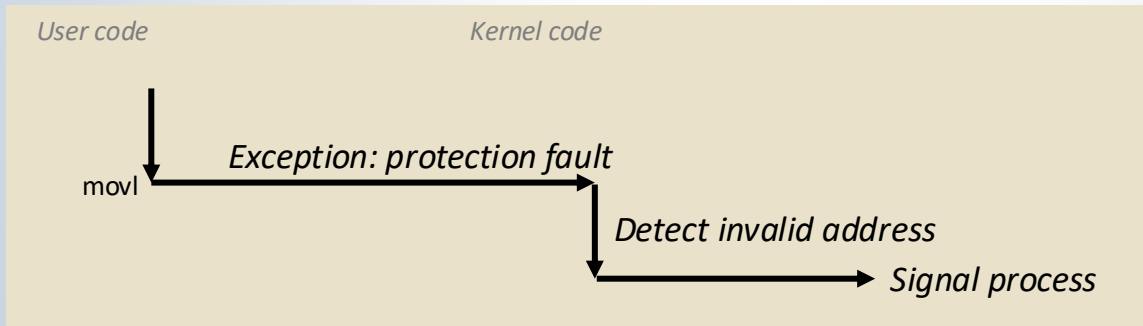 User code
Kernel code
Exception: protection fault
movl
Detect invalid address
Signal process